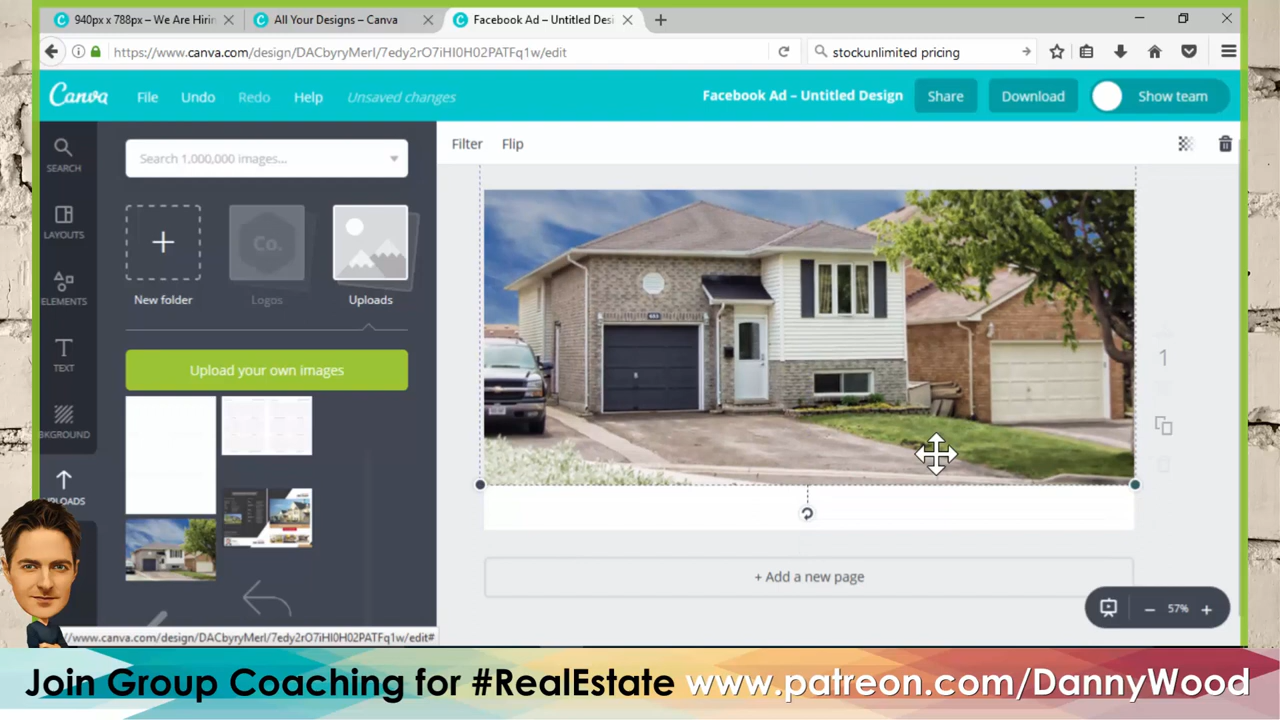 940px x 788px – We Are Hirin
All Your Designs – Canva
Facebook Ad – Untitled Desi
https://www.canva.com/design/DACbyryMerI/7edy2rO7iHI0H02PATFq1w/edit
stockunlimited pricing
Canva
File
Undo
Redo
Help
Unsaved changes
Facebook Ad – Untitled Design
Share
Download
Show team
SEARCH
LAYOUTS
ELEMENTS
TEXT
BKGROUND
UPLOADS
Search 1,000,000 images...
Co.
New folder
Logos
Uploads
Upload your own images
Filter
Flip
1
+ Add a new page
57%
//www.canva.com/design/DACbyryMerI/7edy2rO7iHI0H02PATFq1w/edit#
Join Group Coaching for #RealEstate www.patreon.com/DannyWood